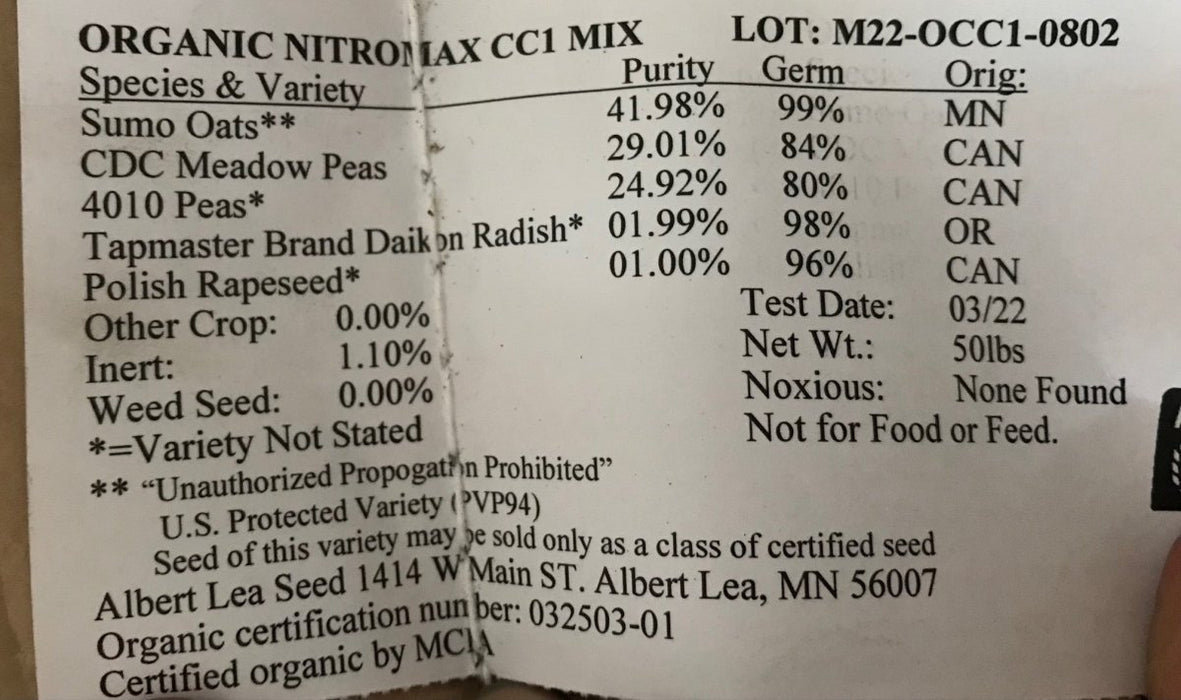 ORGANIC NITROMAX CC1 MIX LOT: M22-OCC1-0802
Species & Variety Purity Germ Orig:
Sumo Oats** 41.98% 99% MN
CDC Meadow Peas 29.01% 84% CAN
4010 Peas* 24.92% 80% CAN
Tapmaster Brand Daikon Radish* 01.99% 98% OR
Polish Rapeseed* 01.00% 96% CAN
Other Crop: 0.00% Test Date: 03/22
Inert: 1.10% Net Wt.: 50lbs
Weed Seed: 0.00% Noxious: None Found
*=Variety Not Stated Not for Food or Feed.
** “Unauthorized Propogation Prohibited”
U.S. Protected Variety (PVP94)
Seed of this variety may be sold only as a class of certified seed
Albert Lea Seed 1414 W Main ST. Albert Lea, MN 56007
Organic certification number: 032503-01
Certified organic by MCIA